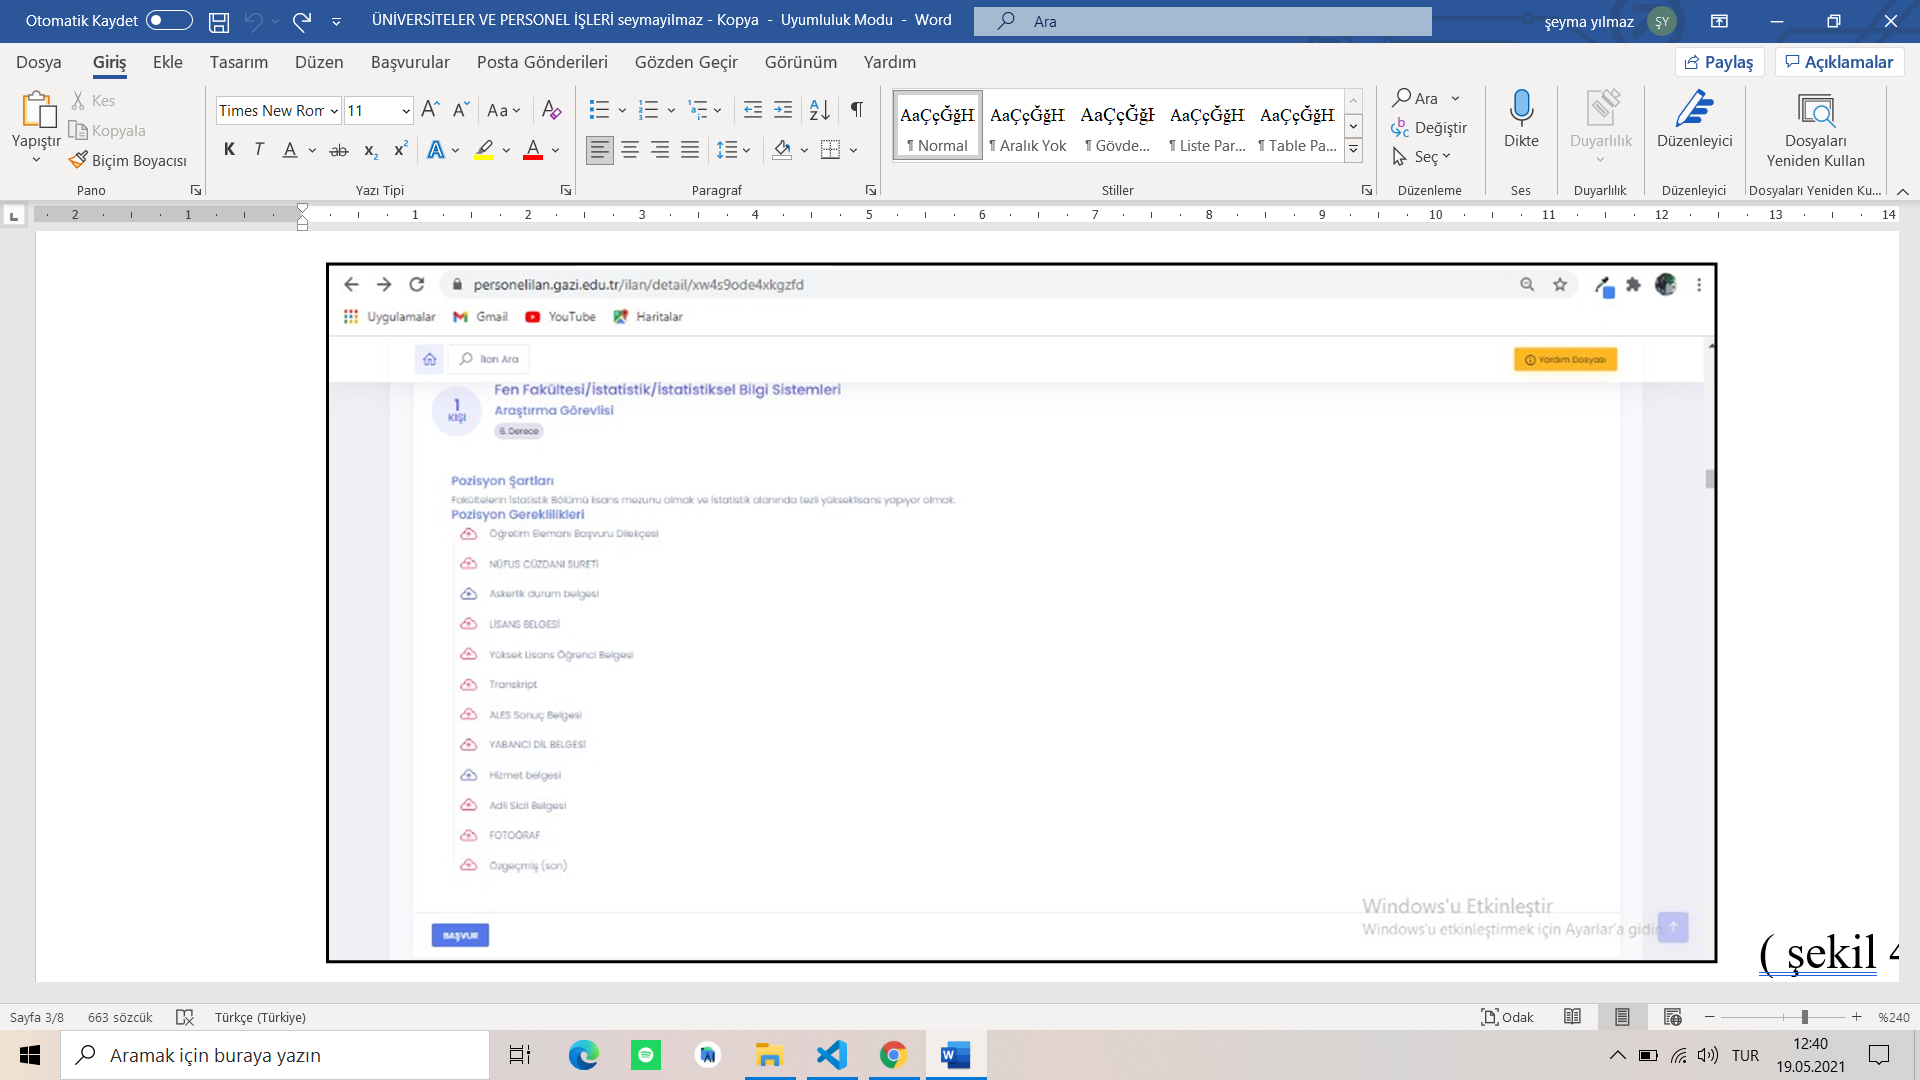 Otomatik Kaydet ÜNİVERSİTELER VE PERSONEL İŞLERİ seymayilmaz - Kopya - Uyumluluk Modu - Word Ara şeyma yılmaz ŞY
Dosya Giriş Ekle Tasarım Düzen Başvurular Posta Gönderileri Gözden Geçir Görünüm Yardım Paylaş Açıklamalar
Yapıştır Kes Kopyala Biçim Boyacısı
Times New Rom 11 Aa
K T A ab x₂ x² A A
AaÇçĞğH AaÇçĞğH AaÇçĞğH AaÇçĞğH AaÇçĞğH
¶ Normal ¶ Aralık Yok ¶ Gövde... ¶ Liste Par... ¶ Table Pa...
Ara Değiştir Seç
Dikte Duyarlılık Düzenleyici Dosyaları
Yeniden Kullan
Pano Yazı Tipi Paragraf Stiller Düzenleme Ses Duyarlılık Düzenleyici Dosyaları Yeniden Ku...
2 1 1 2 3 4 5 6 7 8 9 10 11 12 13 14
personelilan.gazi.edu.tr/ilan/detail/xw4s9ode4xkgzfd
Uygulamalar Gmail YouTube Haritalar
İlan Ara Yardım Dosyası
1
KİŞİ
Fen Fakültesi/İstatistik/İstatistiksel Bilgi Sistemleri
Araştırma Görevlisi
6. Derece
Pozisyon Şartları
Fakültelerin İstatistik Bölümü lisans mezunu olmak ve İstatistik alanında tezli yükseklisans yapıyor olmak.
Pozisyon Gereklilikleri
Öğretim Elemanı Başvuru Dilekçesi
NÜFUS CÜZDANI SURETİ
Askerlik durum belgesi
LİSANS BELGESİ
Yüksek Lisans Öğrenci Belgesi
Transkript
ALES Sonuç Belgesi
YABANCI DİL BELGESİ
Hizmet belgesi
Adli Sicil Belgesi
FOTOĞRAF
Özgeçmiş (son)
BAŞVUR
Windows'u Etkinleştir
Windows'u etkinleştirmek için Ayarlar'a gidin.
( şekil 4
Sayfa 3/8 663 sözcük Türkçe (Türkiye) Odak %240
Aramak için buraya yazın TUR 12:40
19.05.2021